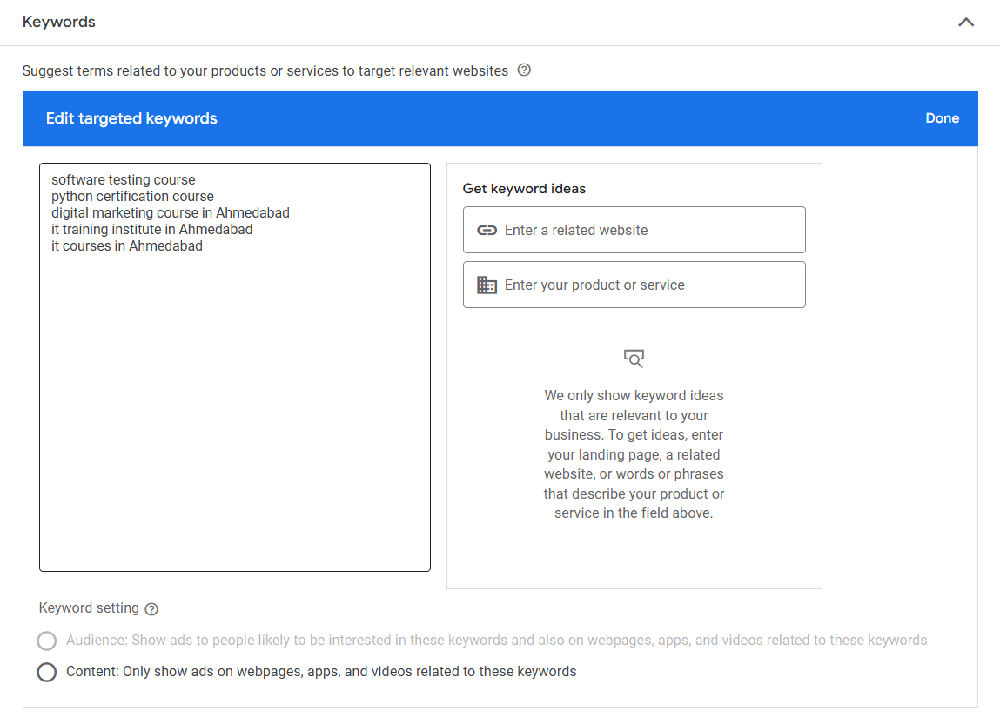 Keywords
Suggest terms related to your products or services to target relevant websites
Edit targeted keywords
Done
software testing course
python certification course
digital marketing course in Ahmedabad
it training institute in Ahmedabad
it courses in Ahmedabad
Get keyword ideas
Enter a related website
Enter your product or service
We only show keyword ideas
that are relevant to your
business. To get ideas, enter
your landing page, a related
website, or words or phrases
that describe your product or
service in the field above.
Keyword setting
Audience: Show ads to people likely to be interested in these keywords and also on webpages, apps, and videos related to these keywords
Content: Only show ads on webpages, apps, and videos related to these keywords